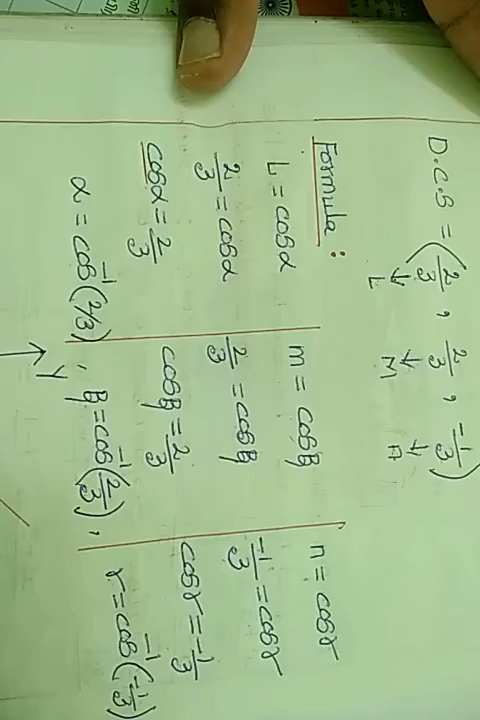 D.C.S = (2/3, 2/3, -1/3)
↓ ↓ ↓
L M n
Formula:
L = cosα
m = cosβ
n = cosγ
2/3 = cosα
2/3 = cosβ
-1/3 = cosγ
cosα = 2/3
cosβ = 2/3
cosγ = -1/3
α = cos⁻¹(2/3), β = cos⁻¹(2/3), γ = cos⁻¹(-1/3)
Y